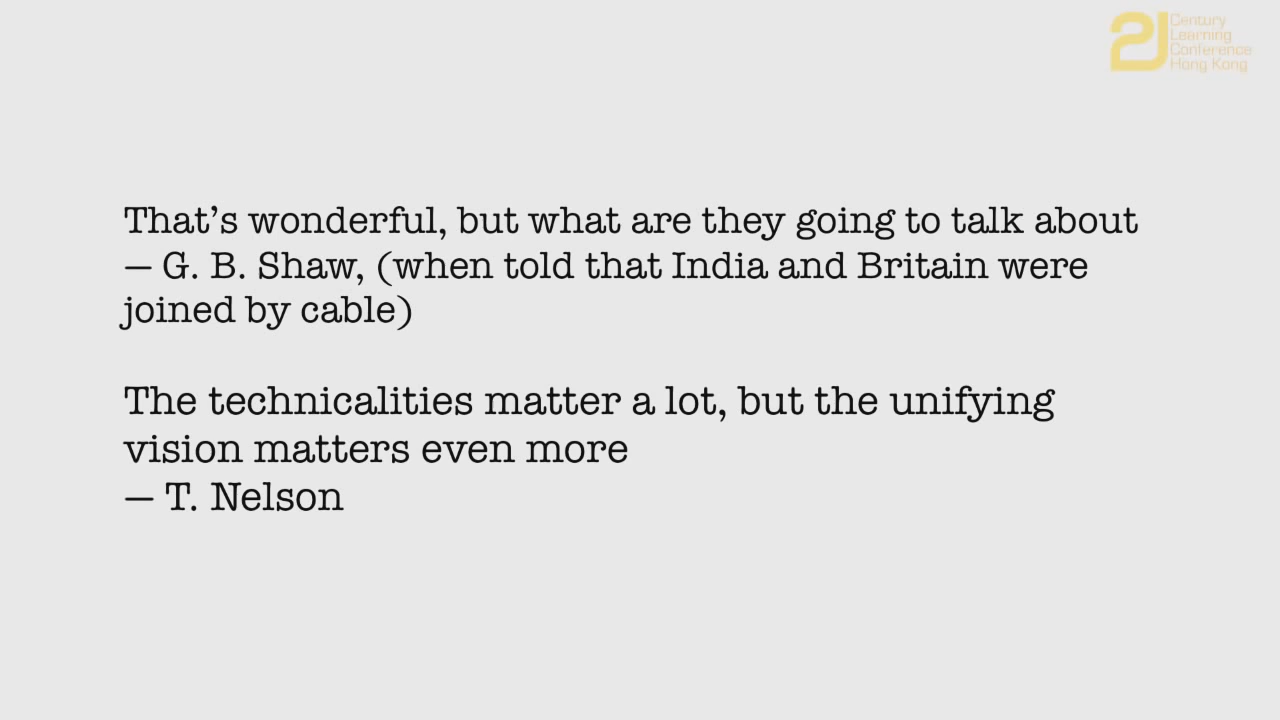 21
Century
Learning
Conference
Hong Kong
That’s wonderful, but what are they going to talk about
— G. B. Shaw, (when told that India and Britain were
joined by cable)
The technicalities matter a lot, but the unifying
vision matters even more
— T. Nelson